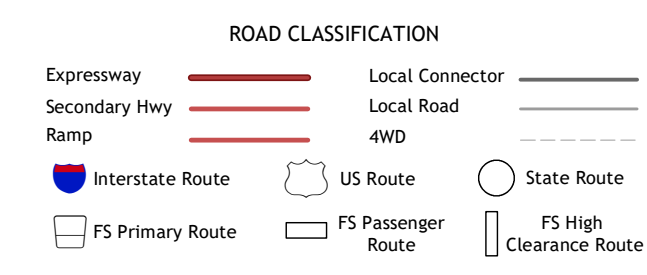 ROAD CLASSIFICATION
Expressway
Local Connector
Secondary Hwy
Local Road
Ramp
4WD
Interstate Route
US Route
State Route
FS Primary Route
FS Passenger
Route
FS High
Clearance Route